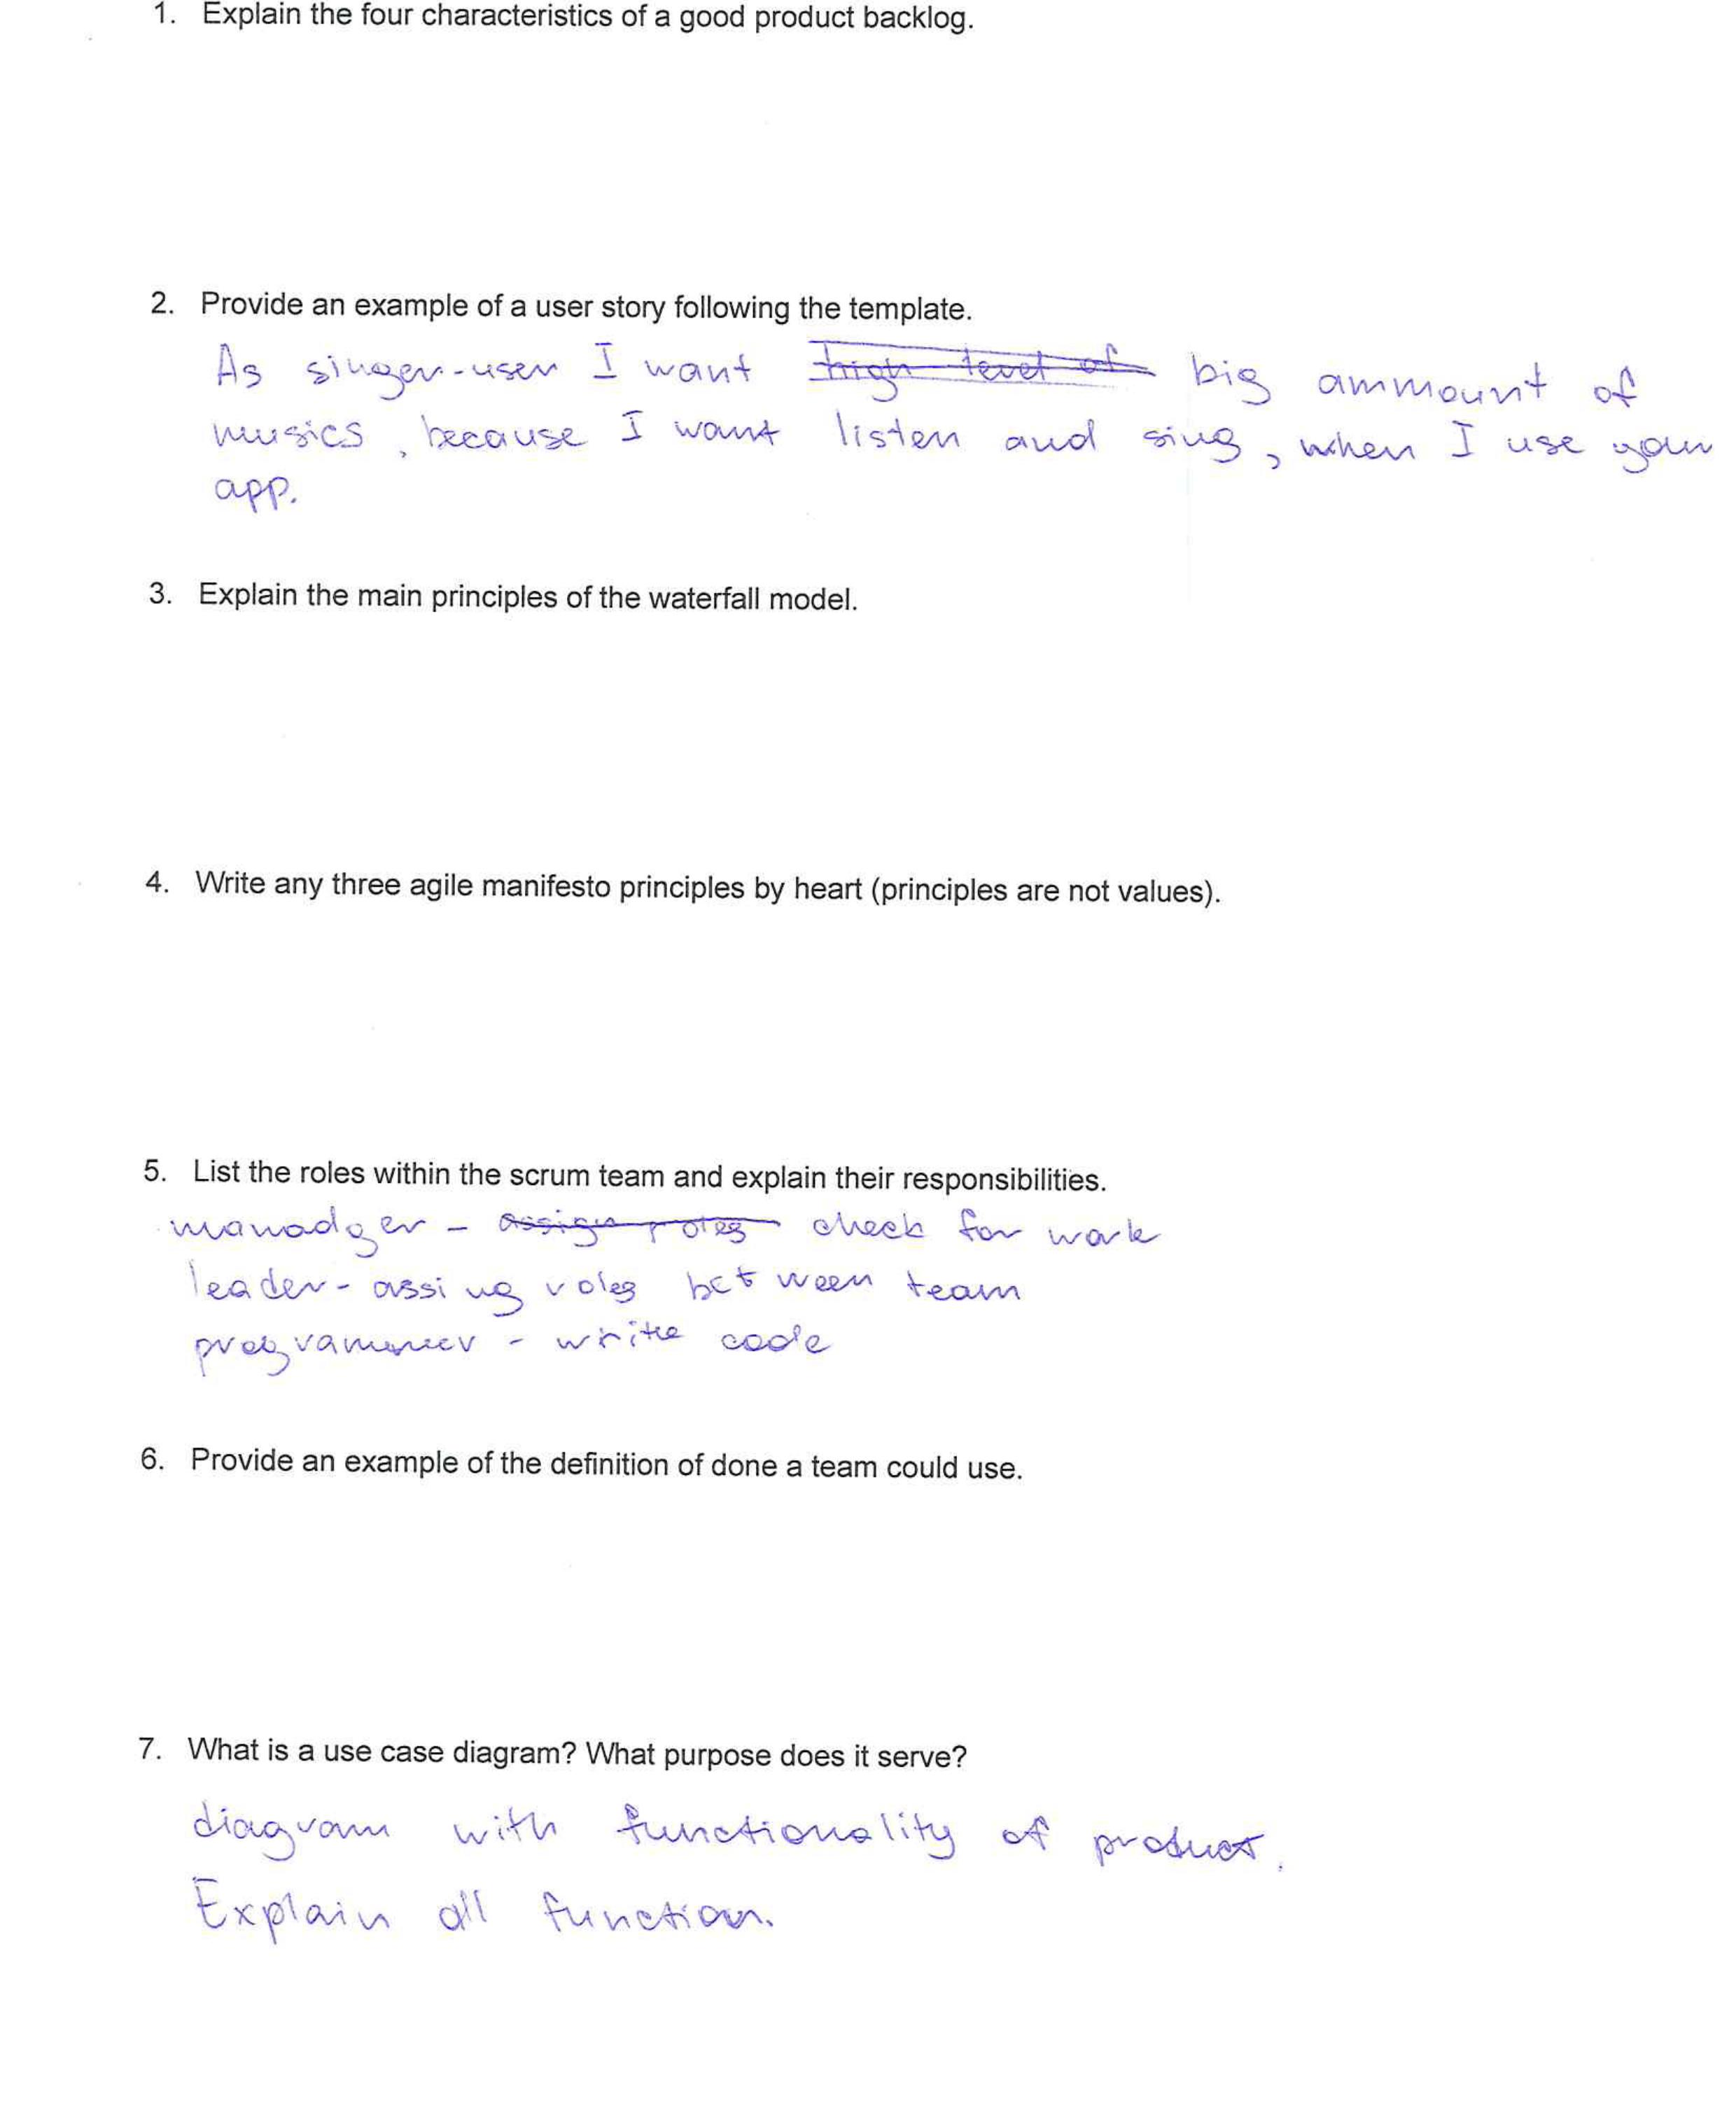 1. Explain the four characteristics of a good product backlog.
2. Provide an example of a user story following the template.
As singer-user I want high level of big ammount of
musics, because I want listen and sing, when I use your
app.
3. Explain the main principles of the waterfall model.
4. Write any three agile manifesto principles by heart (principles are not values).
5. List the roles within the scrum team and explain their responsibilities.
manadger - assign roles check for work
leader - assing roles between team
programmer - write code
6. Provide an example of the definition of done a team could use.
7. What is a use case diagram? What purpose does it serve?
diagram with functionality of product.
Explain all function.